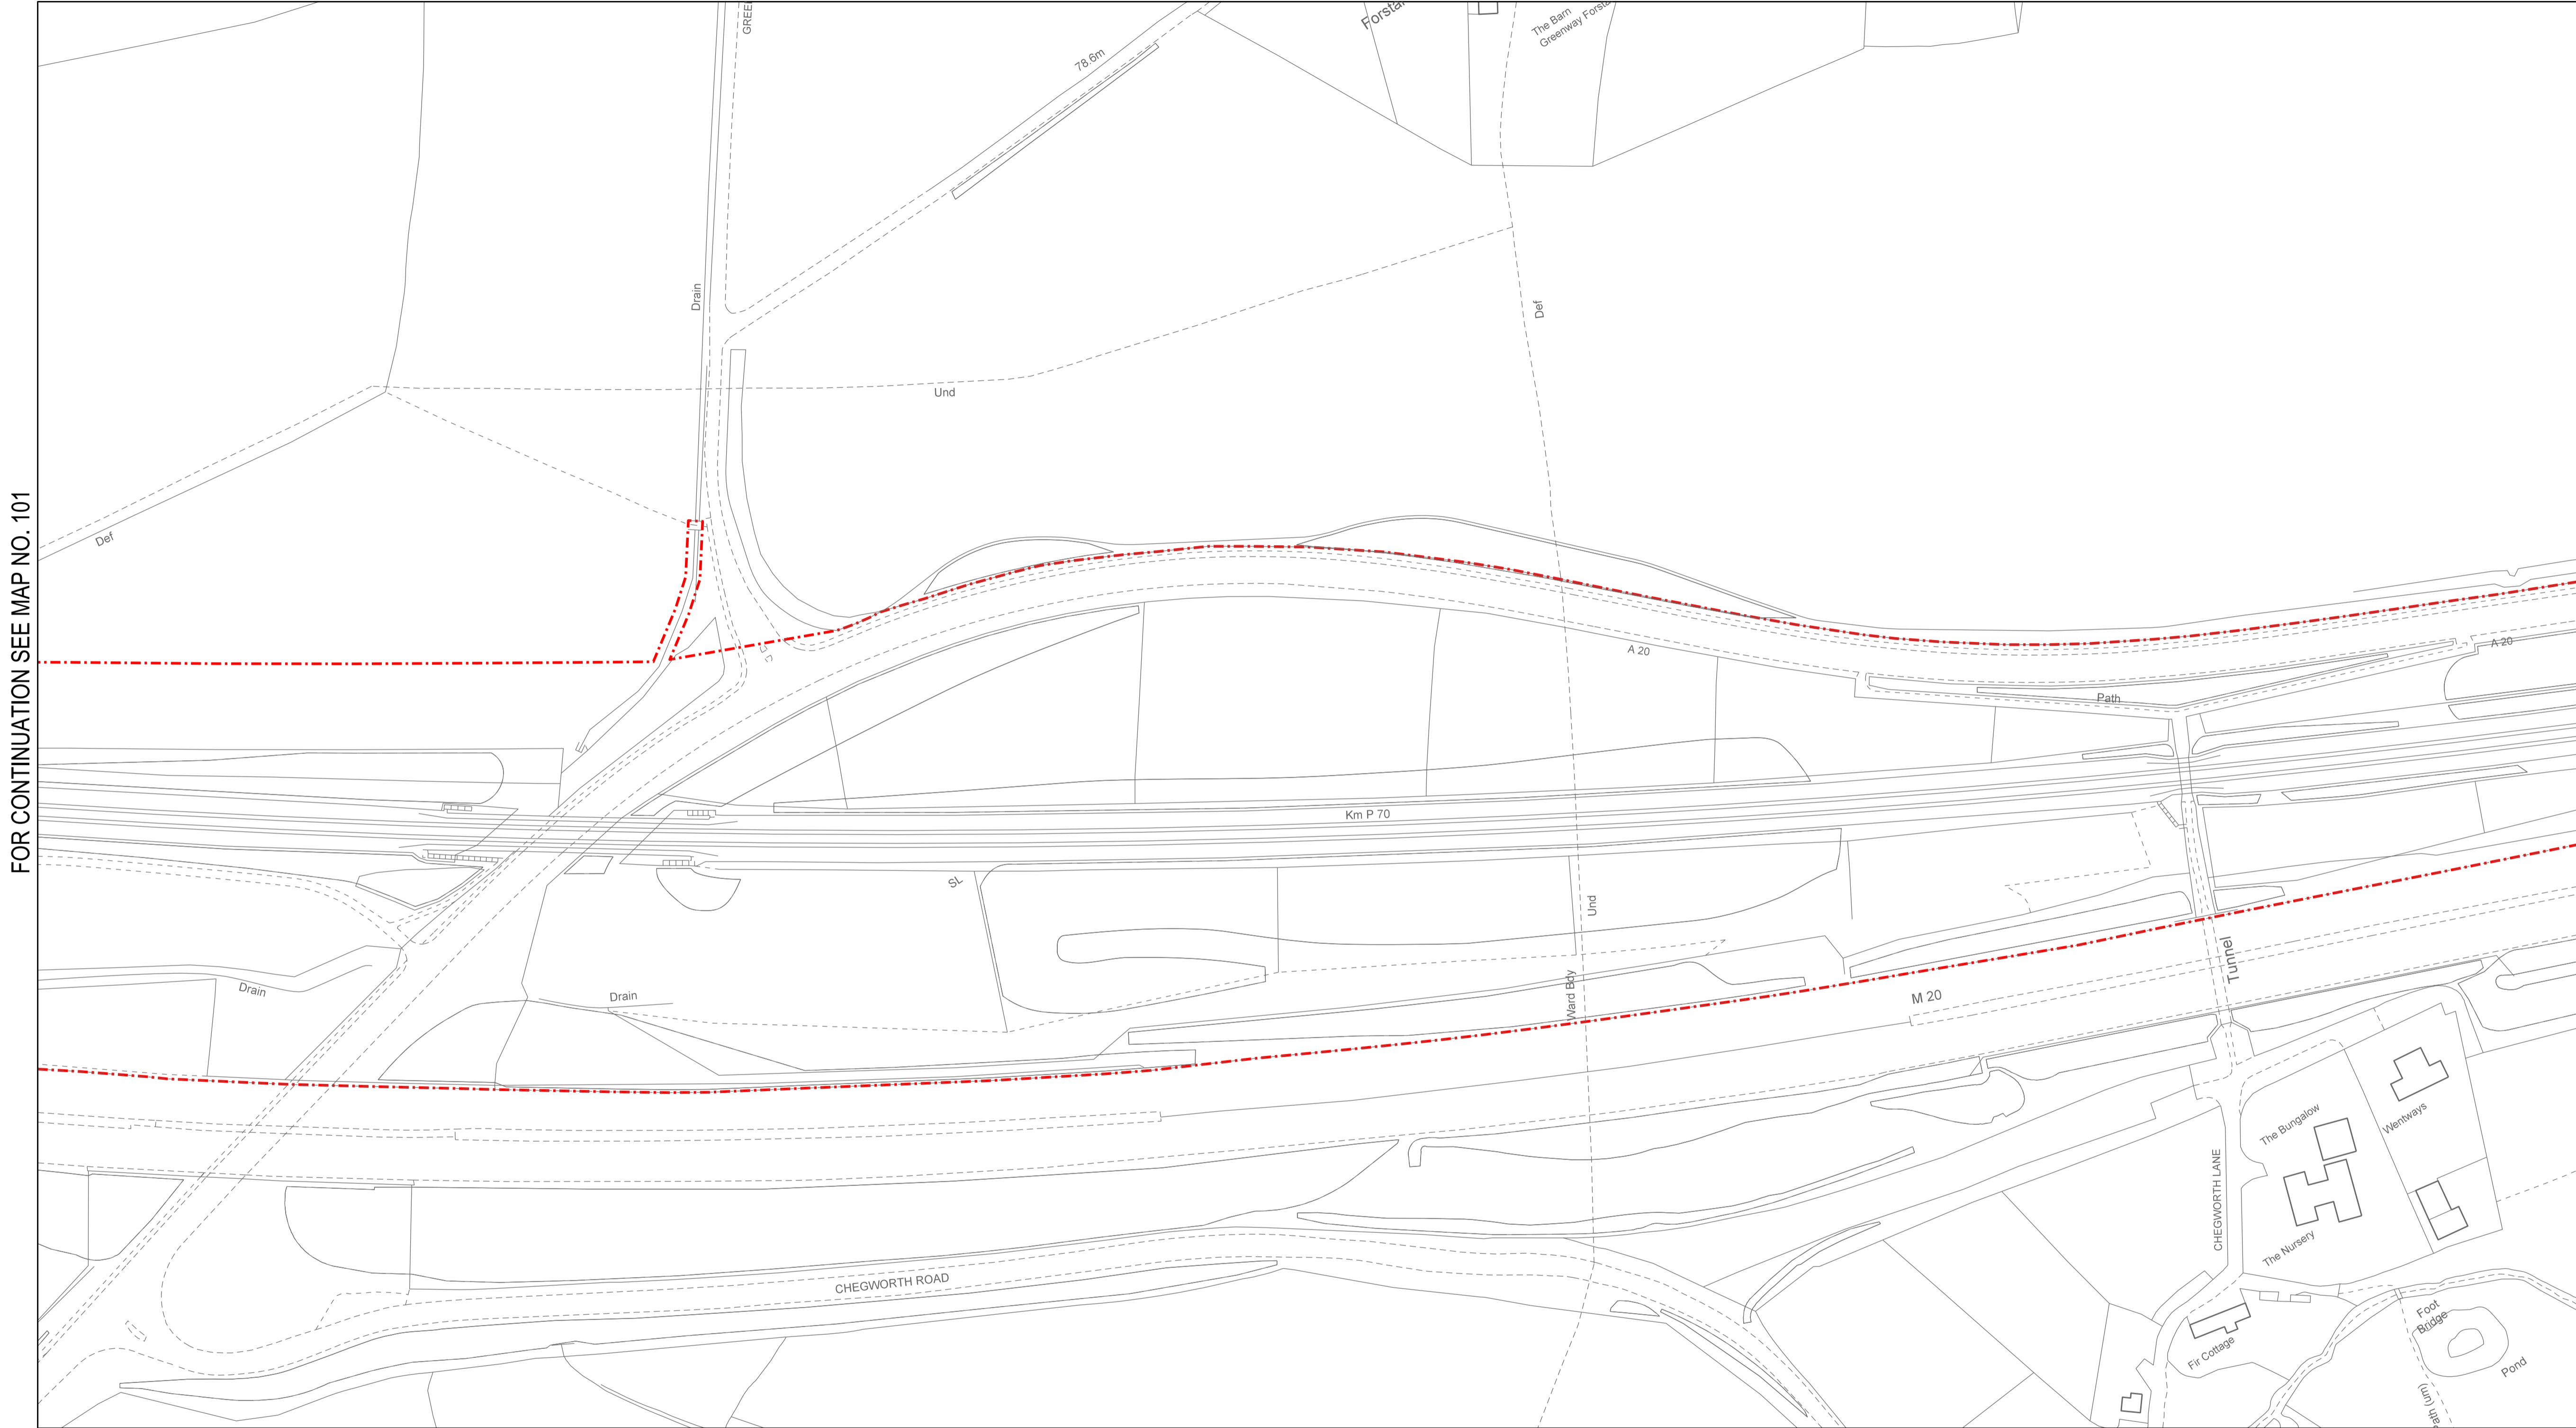 FOR CONTINUATION SEE MAP NO. 101
78.6m
The Barn
Drain
Def
Und
Def
A 20
A 20
Path
Km P 70
SL
Und
Ward Bdy
Drain
Drain
M 20
Tunnel
The Bungalow
Wentways
CHEGWORTH LANE
The Nursery
CHEGWORTH ROAD
Foot
Bridge
Fir Cottage
Pond